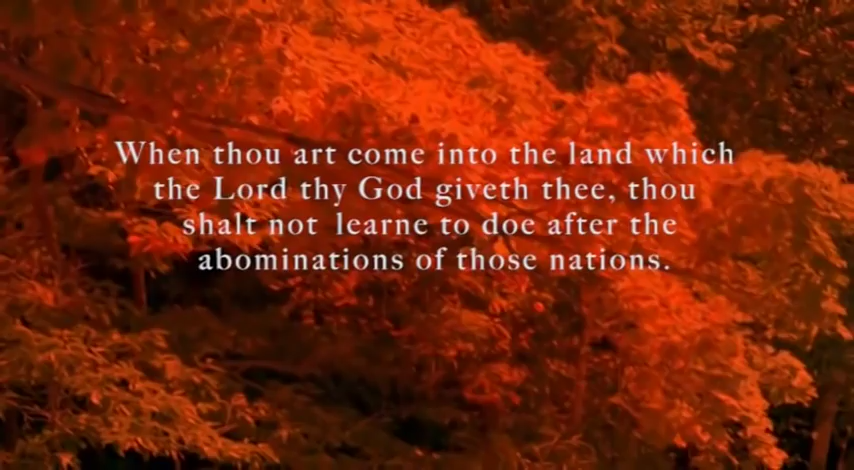 When thou art come into the land which
the Lord thy God giveth thee, thou
shalt not learne to doe after the
abominations of those nations.